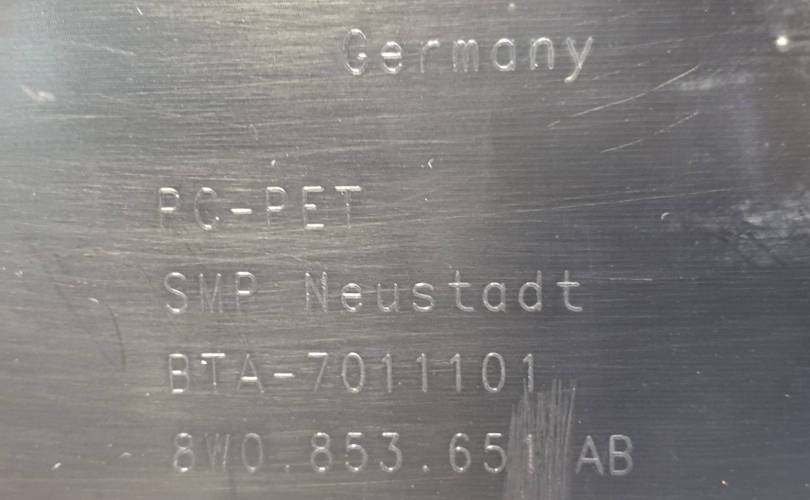 Germany
PC-PET
SMP Neustadt
BTA-7011101
8W0.853.651 AB